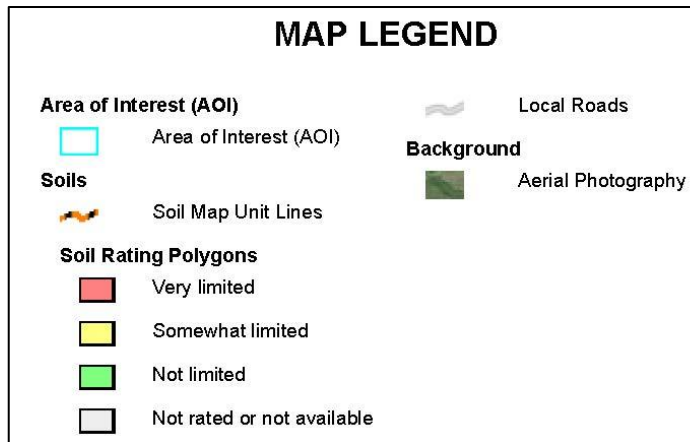 MAP LEGEND
Area of Interest (AOI)
Area of Interest (AOI)
Soils
Soil Map Unit Lines
Soil Rating Polygons
Very limited
Somewhat limited
Not limited
Not rated or not available
Local Roads
Background
Aerial Photography